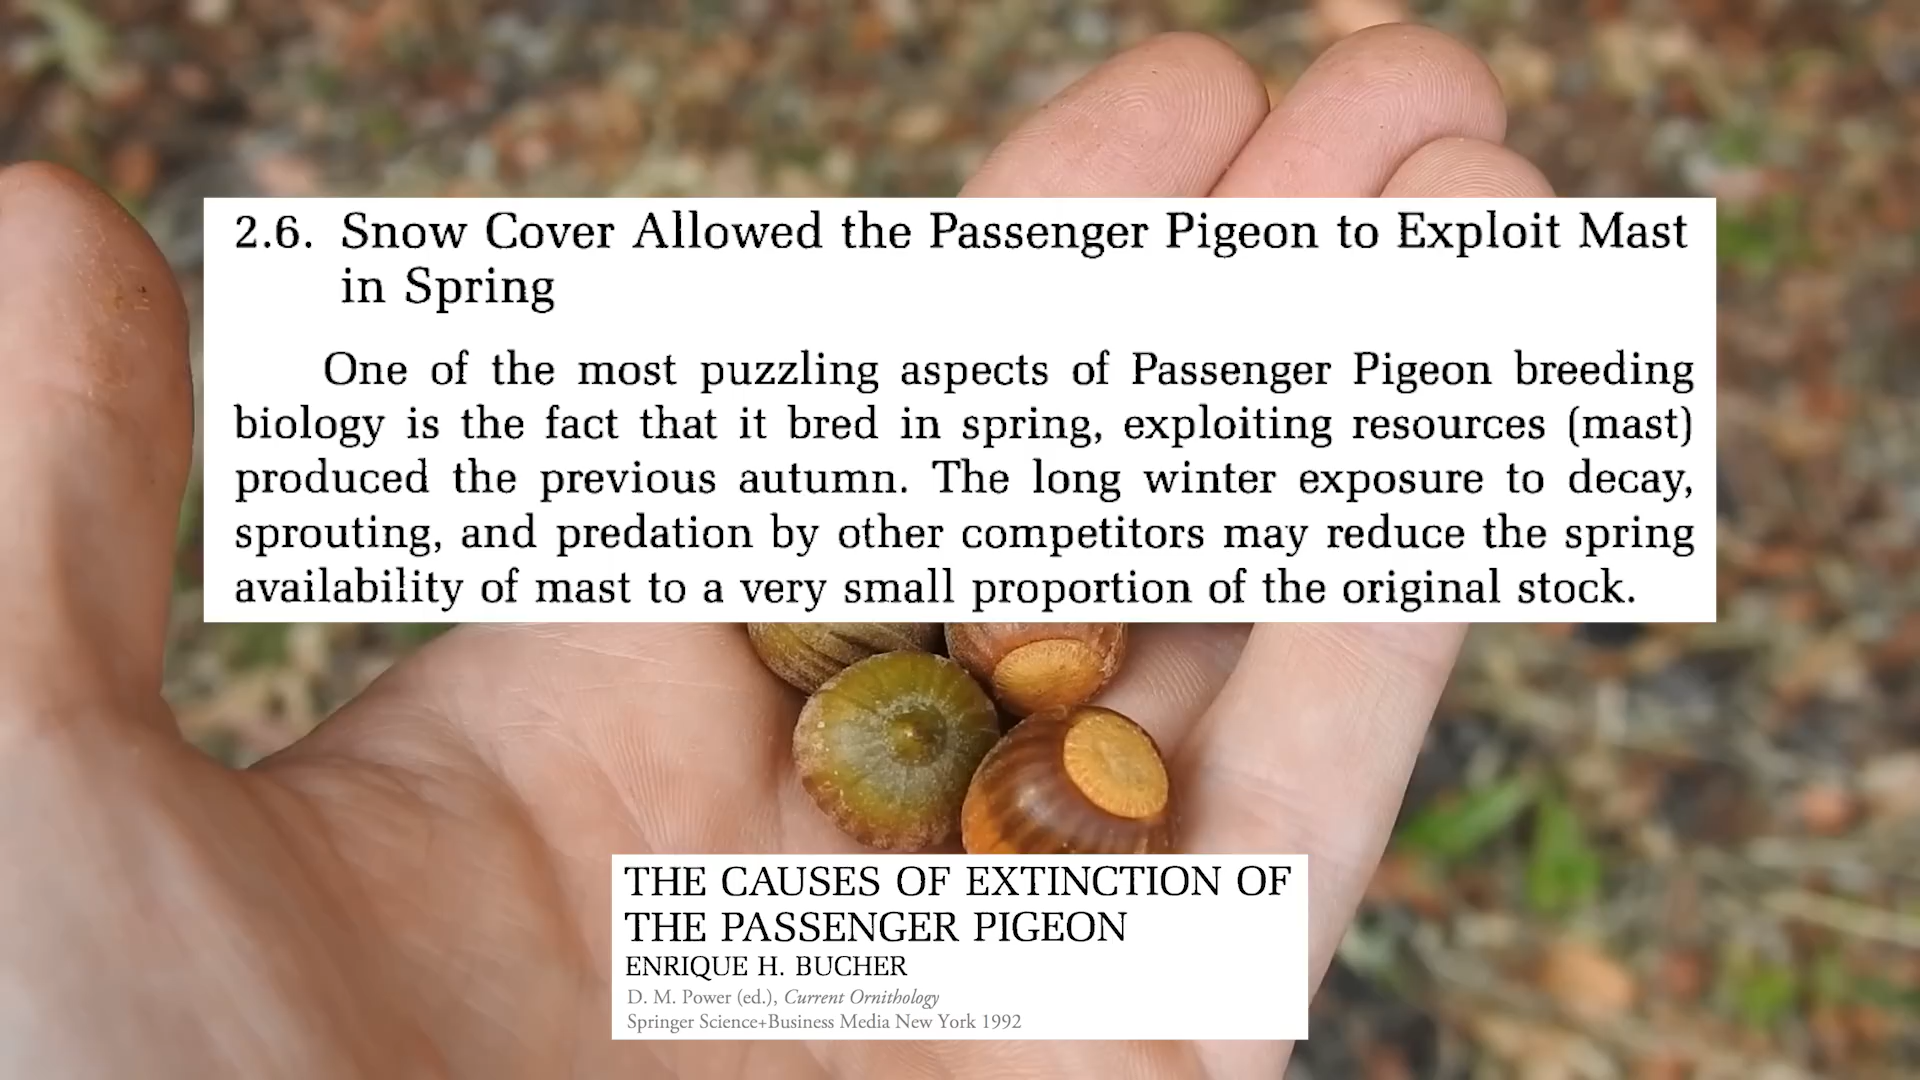 2.6. Snow Cover Allowed the Passenger Pigeon to Exploit Mast
in Spring
One of the most puzzling aspects of Passenger Pigeon breeding
biology is the fact that it bred in spring, exploiting resources (mast)
produced the previous autumn. The long winter exposure to decay,
sprouting, and predation by other competitors may reduce the spring
availability of mast to a very small proportion of the original stock.
THE CAUSES OF EXTINCTION OF
THE PASSENGER PIGEON
ENRIQUE H. BUCHER
D. M. Power (ed.), Current Ornithology
Springer Science+Business Media New York 1992